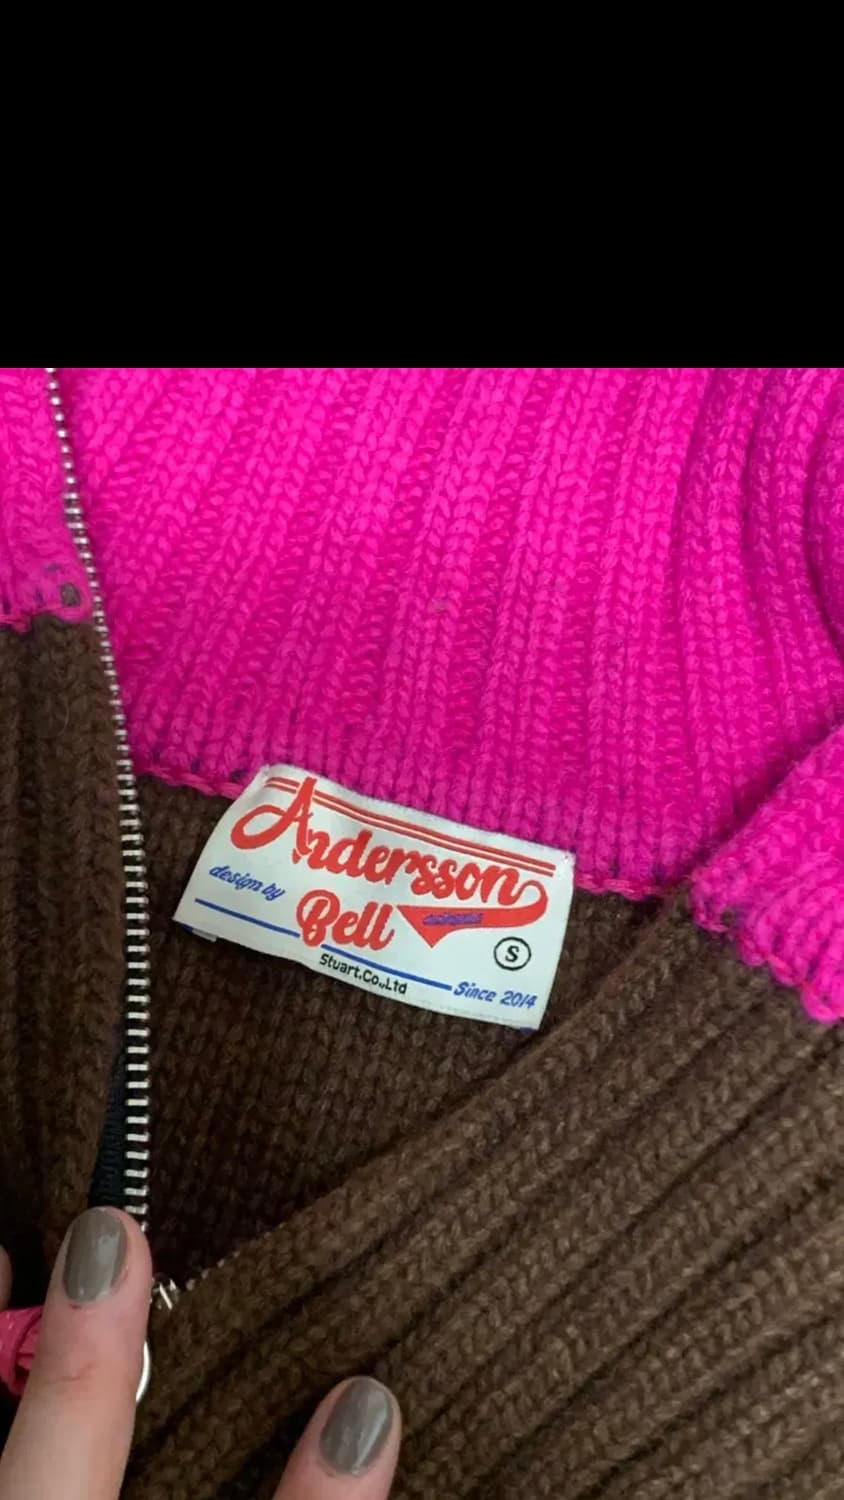 Andersson
design by
Bell
S
Stuart.Co.,Ltd
Since 2014